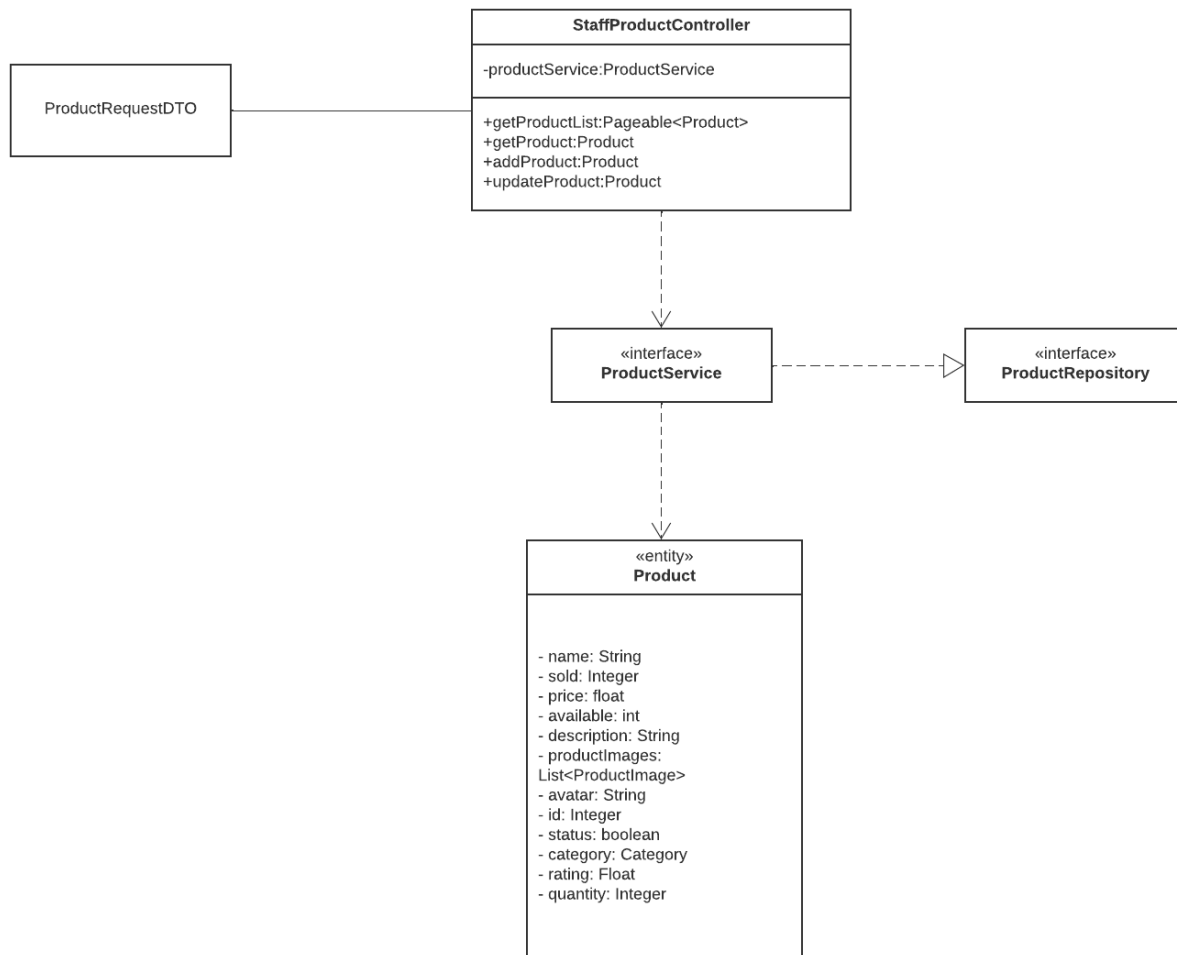 StaffProductController
-productService:ProductService
ProductRequestDTO
+getProductList:Pageable<Product>
+getProduct:Product
+addProduct:Product
+updateProduct:Product
«interface»
ProductService
«interface»
ProductRepository
«entity»
Product
- name: String
- sold: Integer
- price: float
- available: int
- description: String
- productImages:
List<ProductImage>
- avatar: String
- id: Integer
- status: boolean
- category: Category
- rating: Float
- quantity: Integer